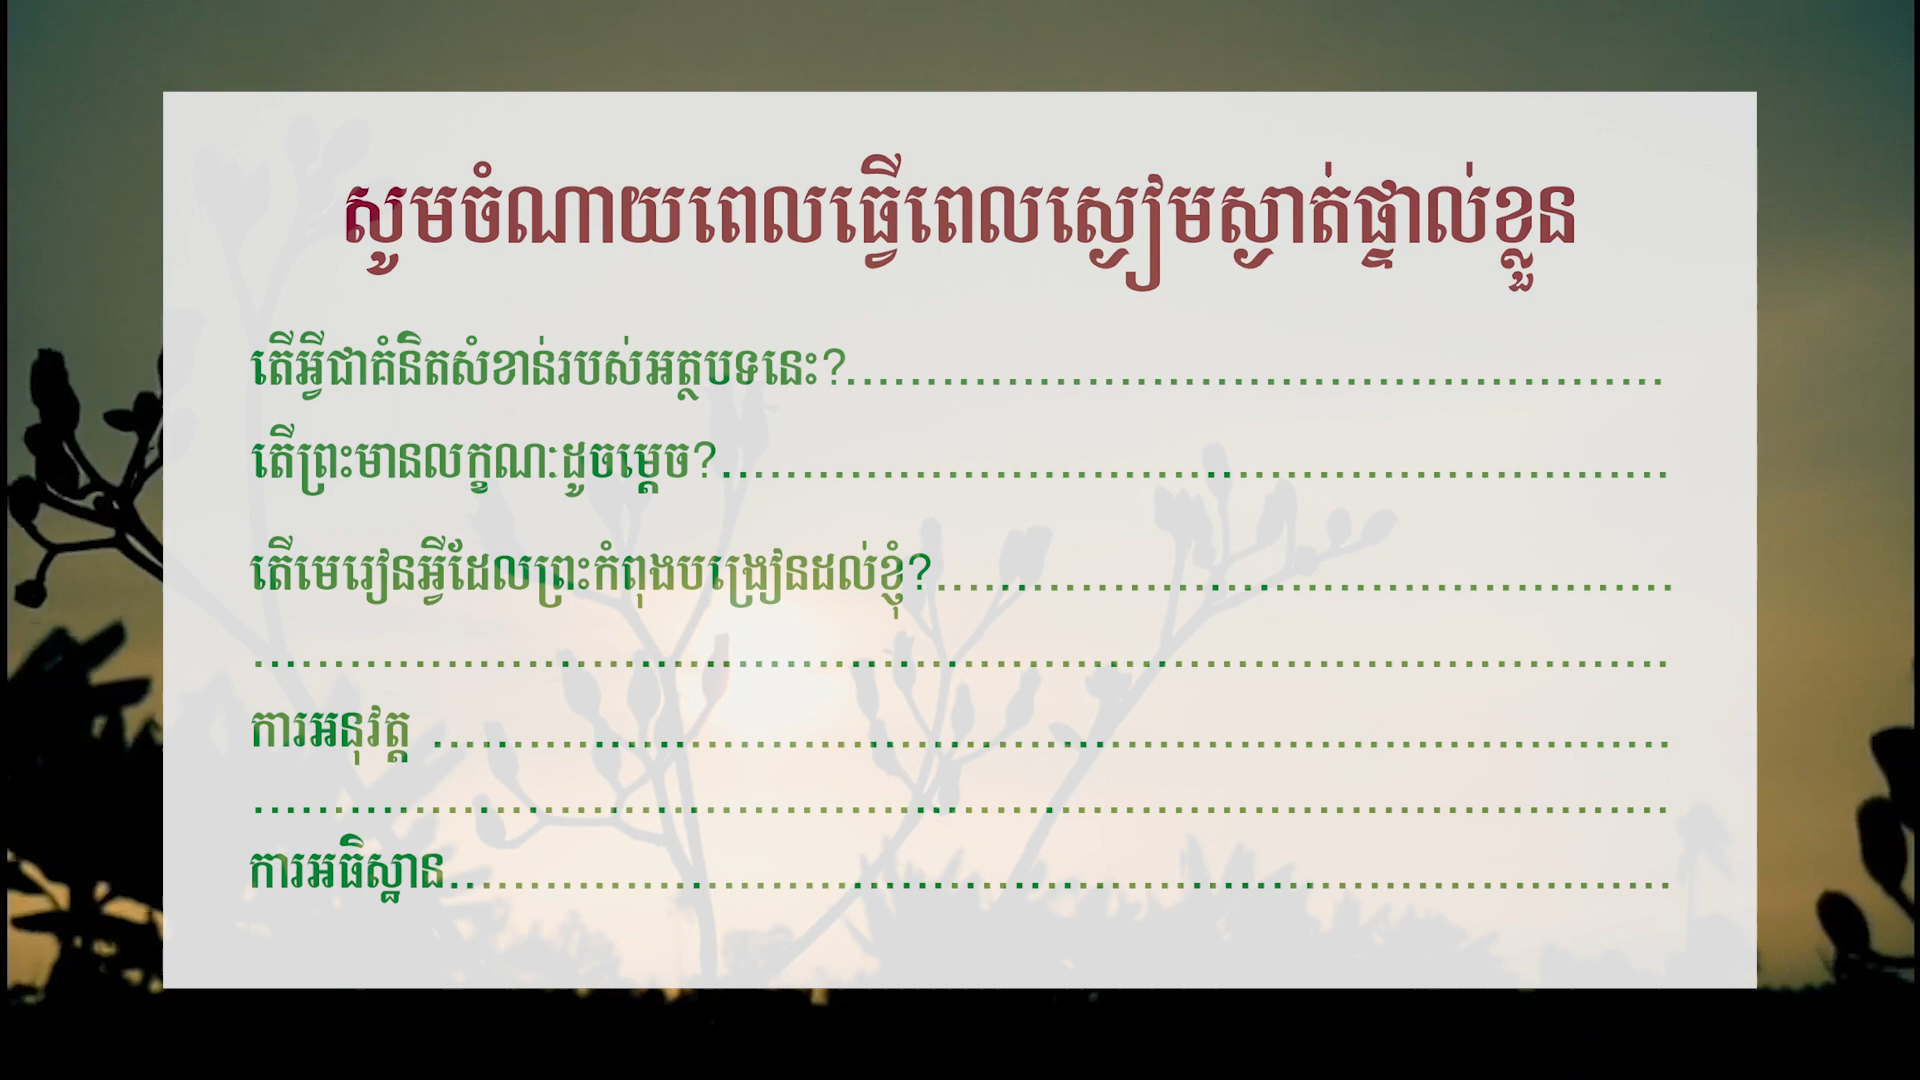 សូមចំណាយពេលធ្វើពេលស្ងៀមស្ងាត់ផ្ទាល់ខ្លួន
តើអ្វីជាគំនិតសំខាន់របស់អត្ថបទនេះ?...................................................
តើព្រះមានលក្ខណៈដូចម្ដេច?...........................................................
តើមេរៀនអ្វីដែលព្រះកំពុងបង្រៀនដល់ខ្ញុំ?..............................................
........................................................................................
ការអនុវត្ត .............................................................................
........................................................................................
ការអធិស្ឋាន............................................................................